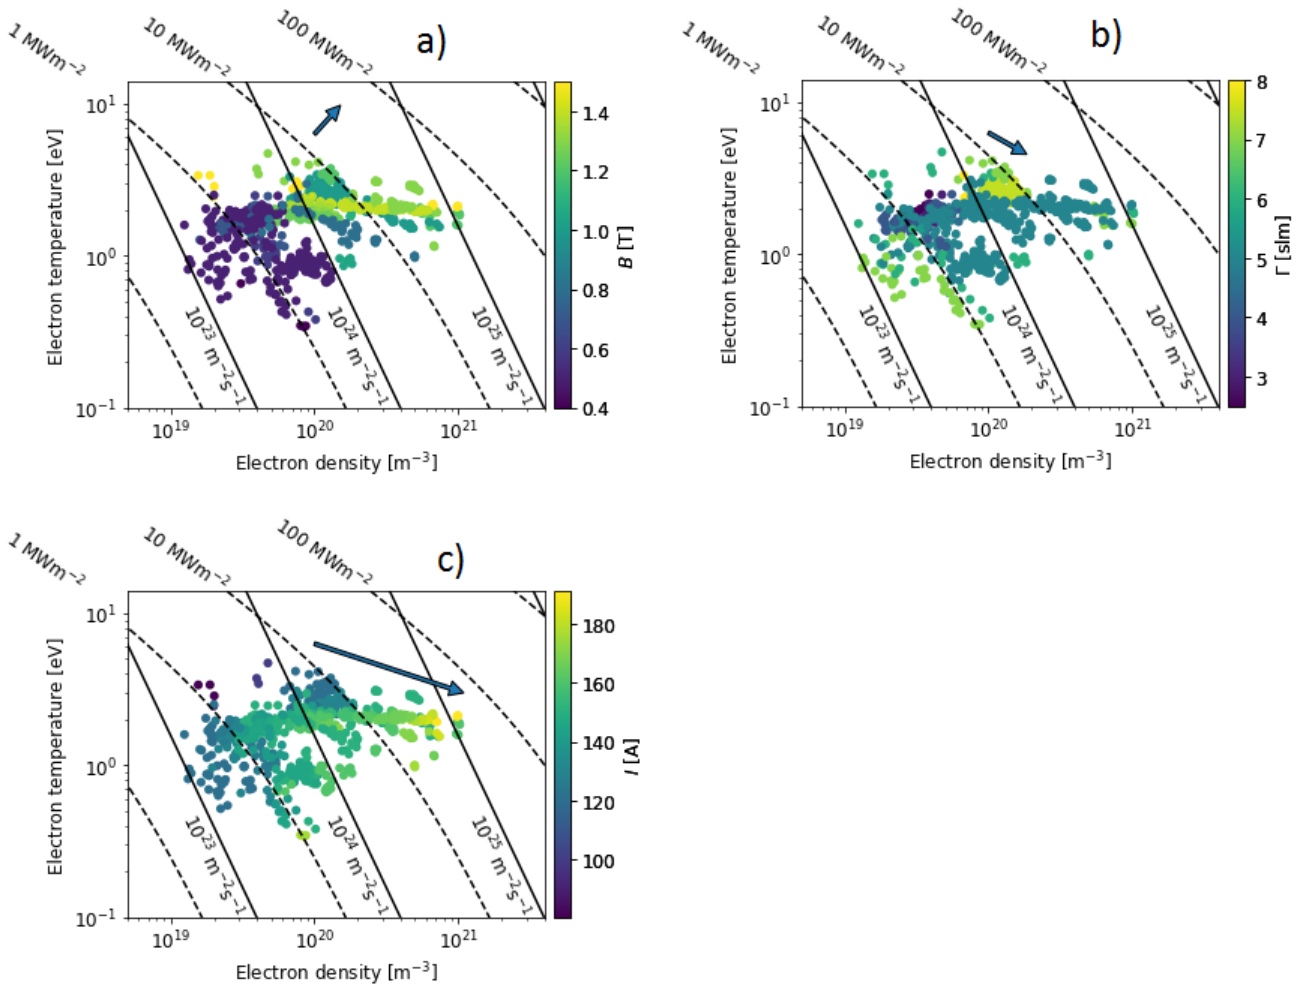 a)
1 MWm⁻²
10 MWm⁻²
100 MWm⁻²
10¹
10⁰
10⁻¹
Electron temperature [eV]
10²³ m⁻²s⁻¹
10²⁴ m⁻²s⁻¹
10²⁵ m⁻²s⁻¹
10¹⁹
10²⁰
10²¹
Electron density [m⁻³]
1.4
1.2
1.0
0.8
0.6
0.4
B [T]
b)
1 MWm⁻²
10 MWm⁻²
100 MWm⁻²
10¹
10⁰
10⁻¹
Electron temperature [eV]
10²³ m⁻²s⁻¹
10²⁴ m⁻²s⁻¹
10²⁵ m⁻²s⁻¹
10¹⁹
10²⁰
10²¹
Electron density [m⁻³]
8
7
6
5
4
3
Γ [slm]
c)
1 MWm⁻²
10 MWm⁻²
100 MWm⁻²
10¹
10⁰
10⁻¹
Electron temperature [eV]
10²³ m⁻²s⁻¹
10²⁴ m⁻²s⁻¹
10²⁵ m⁻²s⁻¹
10¹⁹
10²⁰
10²¹
Electron density [m⁻³]
180
160
140
120
100
I [A]